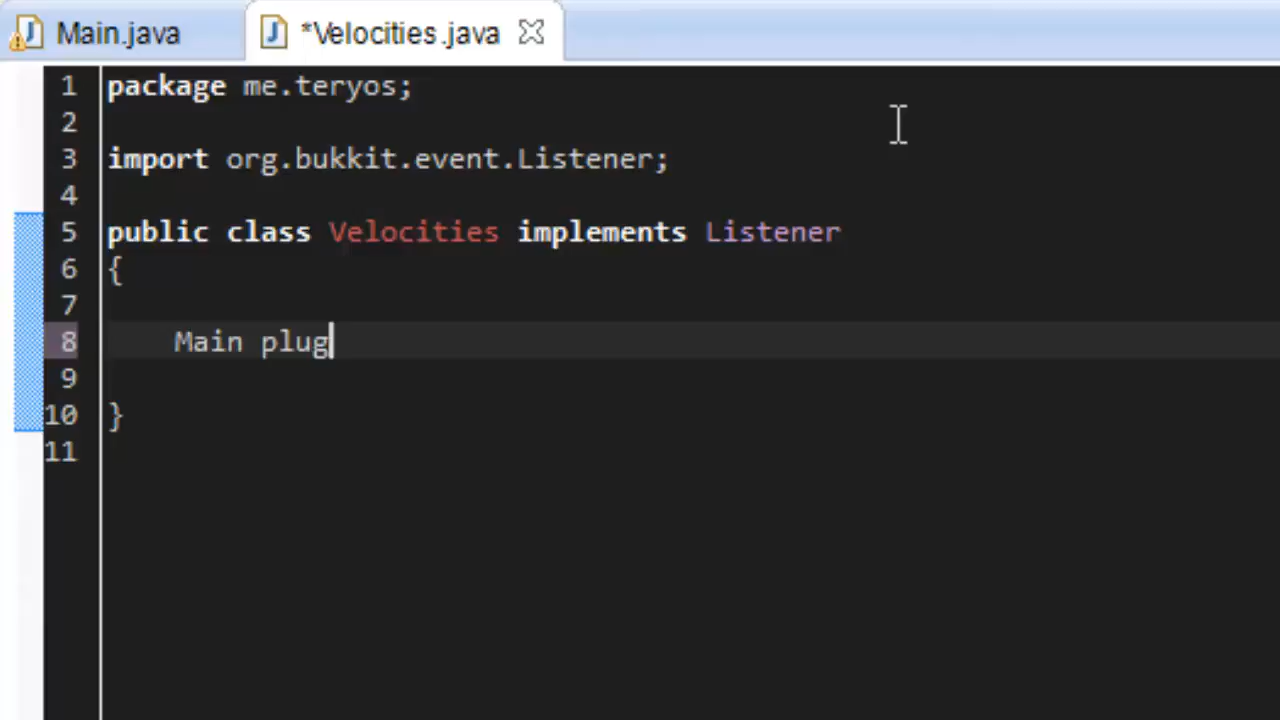 Main.java *Velocities.java
1 package me.teryos;
2
3 import org.bukkit.event.Listener;
4
5 public class Velocities implements Listener
6 {
7
8 Main plug
9
10 }
11